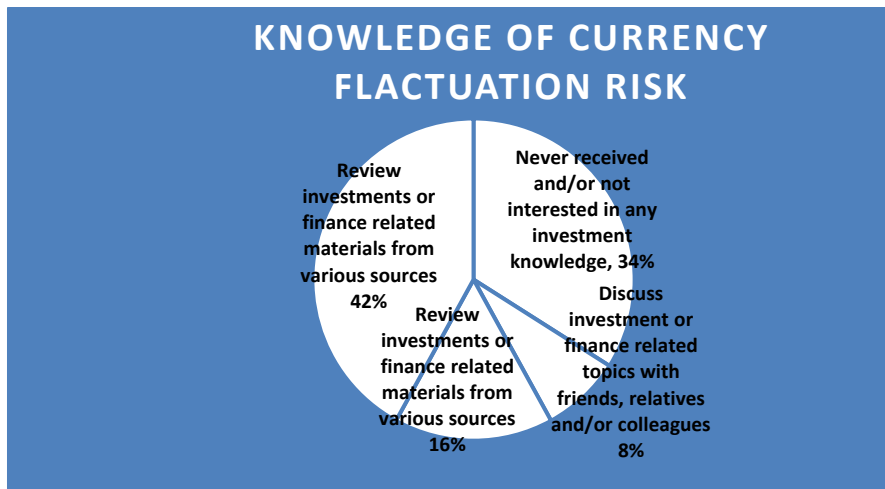 KNOWLEDGE OF CURRENCY
FLACTUATION RISK
Never received
and/or not
interested in any
investment
knowledge, 34%
Discuss
investment or
finance related
topics with
friends, relatives
and/or colleagues
8%
Review
investments or
finance related
materials from
various sources
16%
Review
investments or
finance related
materials from
various sources
42%